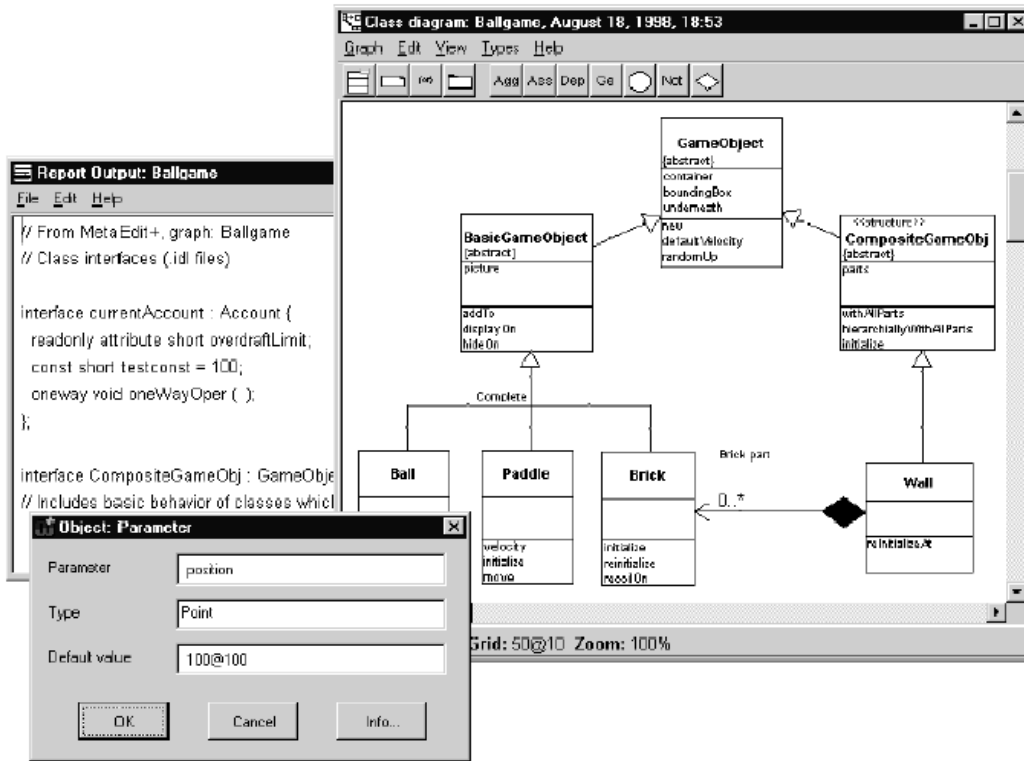 Class diagram: Ballgame, August 18, 1998, 18:53
Graph Edit View Types Help
Agg Ass Dep Ge Not
GameObject
{abstract}
container
boundingBox
underneath
new
defaultVelocity
randomUp
BasicGameObject
{abstract}
picture
addTo
displayOn
hideOn
<<structure>>
CompositeGameObj
{abstract}
parts
withAllParts
hierarchiallyWithAllParts
initialize
Complete
Ball
Paddle
velocity
initialize
move
Brick
initialize
reinitialize
recoilOn
Brick part
0..*
Wall
reinitializeAt
Grid: 50@10 Zoom: 100%
Report Output: Ballgame
File Edit Help
// From MetaEdit+, graph: Ballgame
// Class interfaces (.idl files)
interface currentAccount : Account {
readonly attribute short overdraftLimit;
const short testconst = 100;
oneway void oneWayOper ( );
};
interface CompositeGameObj : GameObje
// Includes basic behavior of classes which
Object: Parameter
Parameter position
Type Point
Default value 100@100
OK Cancel Info...